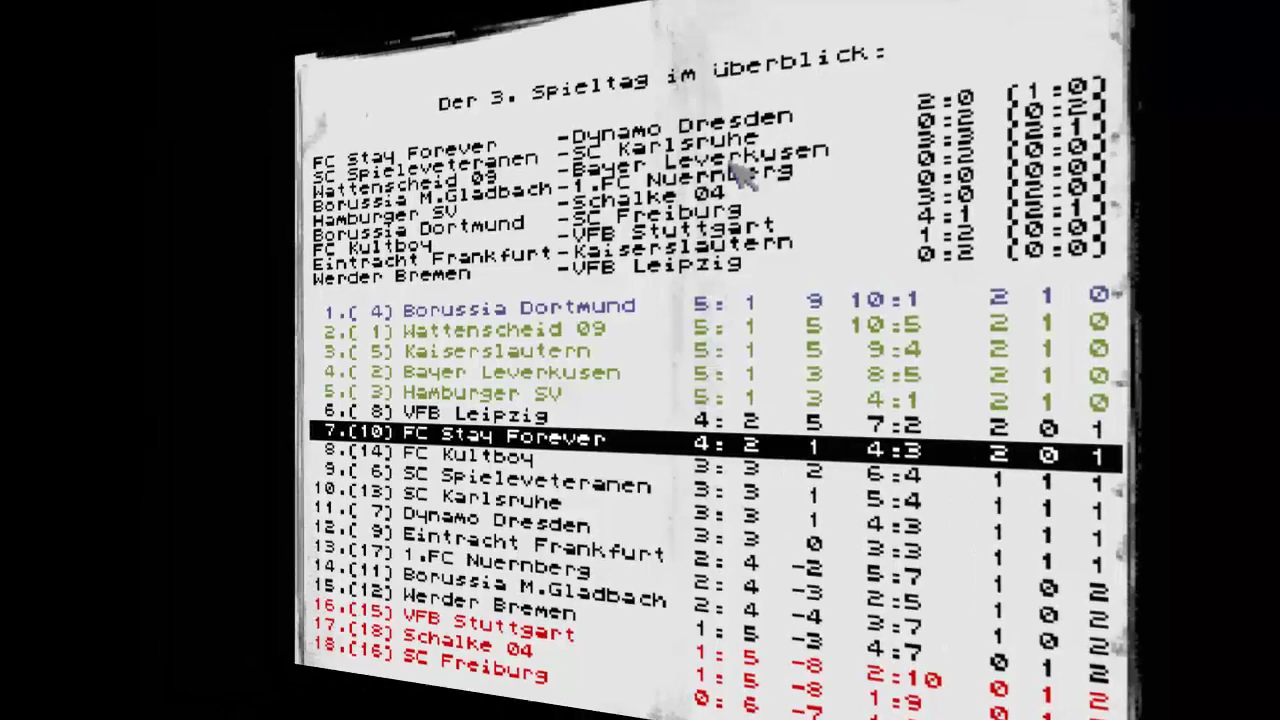 Der 3. Spieltag im überblick:
FC Stay Forever -Dynamo Dresden 2:0 [1:0]
SC Spieleveteranen -SC Karlsruhe 0:2 [0:2]
Wattenscheid 09 -Bayer Leverkusen 3:3
Borussia M.Gladbach -1.FC Nuernberg 0:2 [0:0]
Hamburger SV -Schalke 04
Borussia Dortmund -SC Freiburg 3:0
FC Kultboy -VFB Stuttgart 4:1 [2:1]
Eintracht Frankfurt -Kaiserslautern 1:2 [0:0]
Werder Bremen -VFB Leipzig 0:2 [0:0]
1.( 4) Borussia Dortmund 5: 1 9 10:1 2 1 0
2.( 1) Wattenscheid 09 5: 1 5 10:5 2 1 0
3.( 5) Kaiserslautern 5: 1 5 9:4 2 1 0
4.( 2) Bayer Leverkusen 5: 1 3 8:5 2 1 0
5.( 3) Hamburger SV 5: 1 3 4:1 2 1 0
6.( 8) VFB Leipzig 4: 2 5 7:2 2 0 1
7.(10) FC Stay Forever 4: 2 1 4:3 2 0 1
8.(14) FC Kultboy 3: 3 2 6:4 1 1 1
9.( 6) SC Spieleveteranen 3: 3 1 5:4 1 1 1
10.(13) SC Karlsruhe 3: 3 1 4:3 1 1 1
11.( 7) Dynamo Dresden 3: 3 0 3:3 1 1 1
12.( 9) Eintracht Frankfurt 2: 4 -2 5:7 1 0 2
13.(17) 1.FC Nuernberg 2: 4 -3 2:5 1 0 2
14.(11) Borussia M.Gladbach 2: 4 -4 3:7 1 0 2
15.(12) Werder Bremen 1: 5 -3 4:7 0 1 2
16.(15) VFB Stuttgart 1: 5 -8 2:10 0 1 2
17.(18) Schalke 04 1: 5 -8 1:9
18.(16) SC Freiburg 0: 6 -7